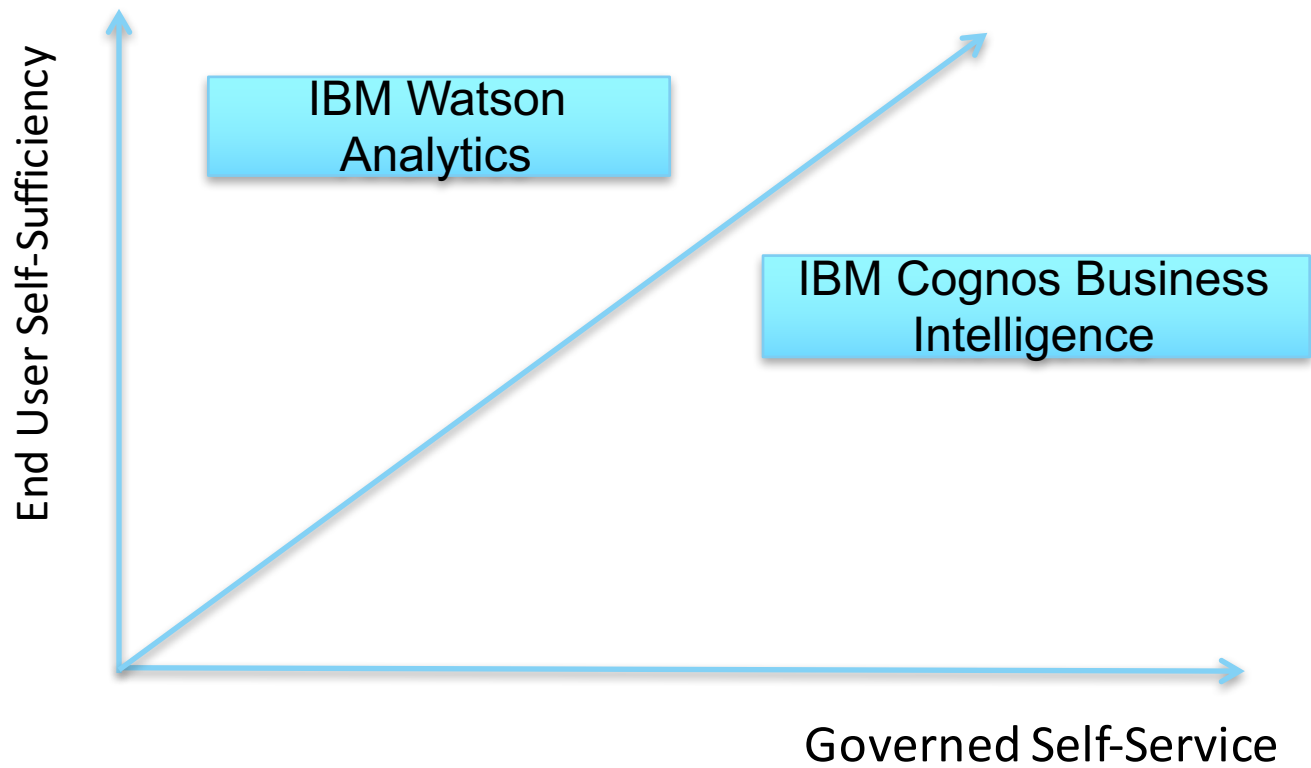 End User Self-Sufficiency
IBM Watson
Analytics
IBM Cognos Business
Intelligence
Governed Self-Service